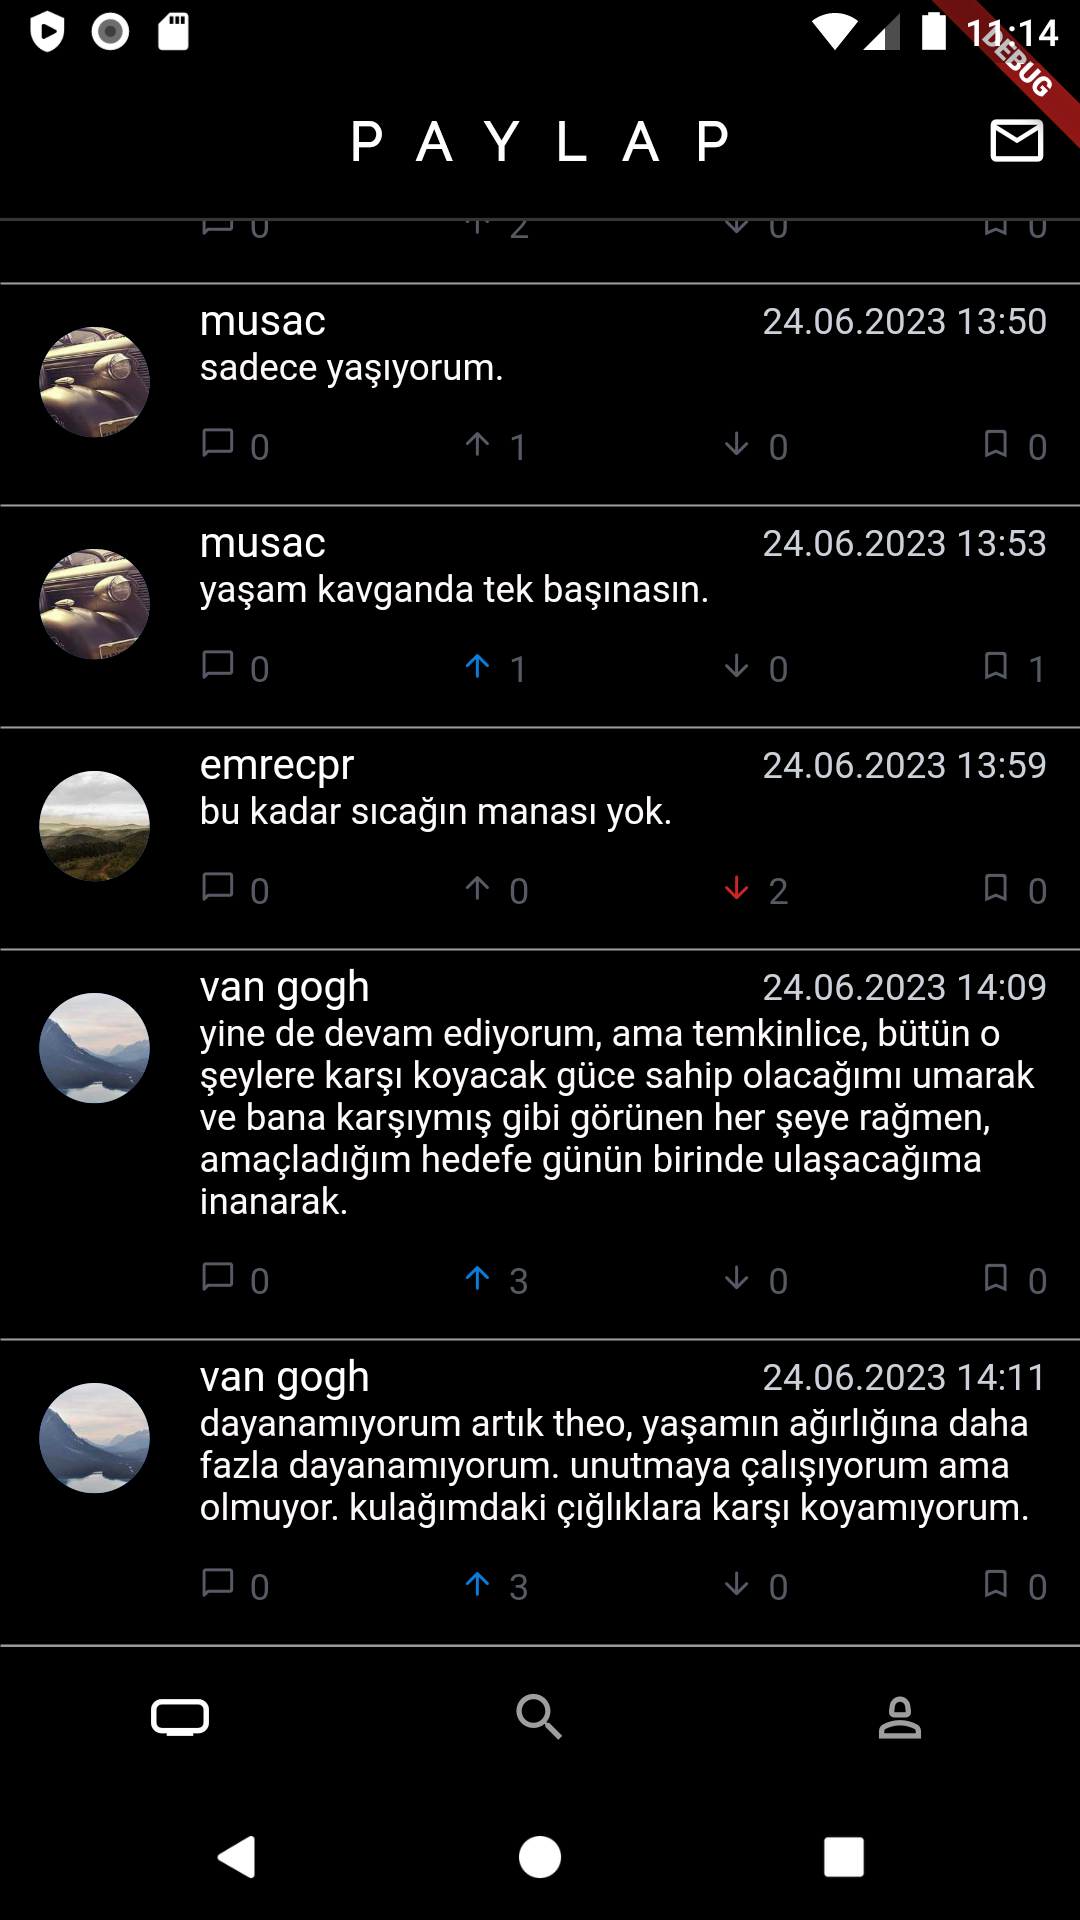 11:14
DEBUG
PAYLAP
0 2 0 0
musac 24.06.2023 13:50
sadece yaşıyorum.
0 1 0 0
musac 24.06.2023 13:53
yaşam kavganda tek başınasın.
0 1 0 1
emrecpr 24.06.2023 13:59
bu kadar sıcağın manası yok.
0 0 2 0
van gogh 24.06.2023 14:09
yine de devam ediyorum, ama temkinlice, bütün o
şeylere karşı koyacak güce sahip olacağımı umarak
ve bana karşıymış gibi görünen her şeye rağmen,
amaçladığım hedefe günün birinde ulaşacağıma
inanarak.
0 3 0 0
van gogh 24.06.2023 14:11
dayanamıyorum artık theo, yaşamın ağırlığına daha
fazla dayanamıyorum. unutmaya çalışıyorum ama
olmuyor. kulağımdaki çığlıklara karşı koyamıyorum.
0 3 0 0